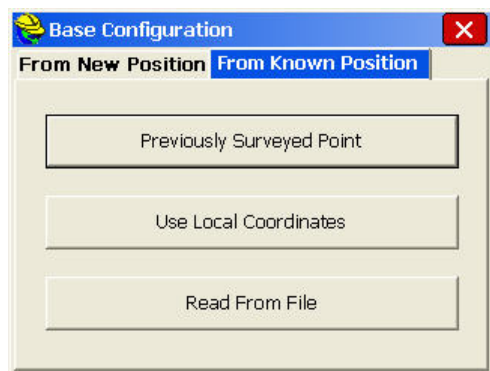 Base Configuration
From New Position From Known Position
Previously Surveyed Point
Use Local Coordinates
Read From File